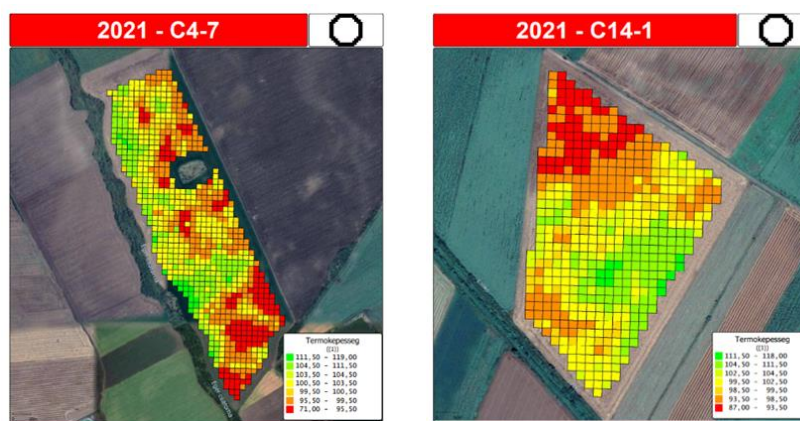 2021 - C4-7
2021 - C14-1
Termokepesseg
111,50 - 119,00
104,50 - 111,50
103,50 - 104,50
100,50 - 103,50
99,50 - 100,50
95,50 - 99,50
71,00 - 95,50
Termokepesseg
111,50 - 118,00
104,50 - 111,50
102,50 - 104,50
99,50 - 102,50
98,50 - 99,50
93,50 - 98,50
87,00 - 93,50